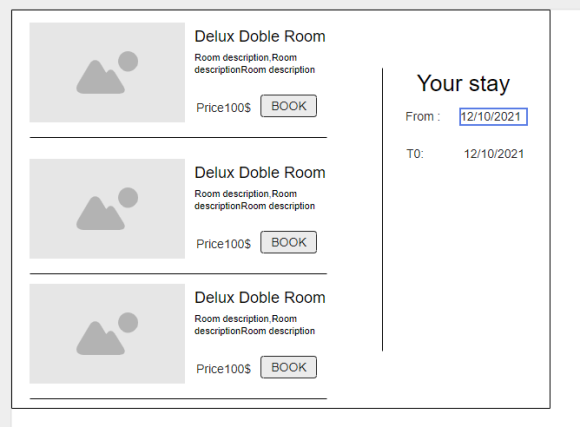 Delux Doble Room
Room description,Room
descriptionRoom description
Price100$ BOOK
Delux Doble Room
Room description,Room
descriptionRoom description
Price100$ BOOK
Delux Doble Room
Room description,Room
descriptionRoom description
Price100$ BOOK
Your stay
From : 12/10/2021
T0: 12/10/2021